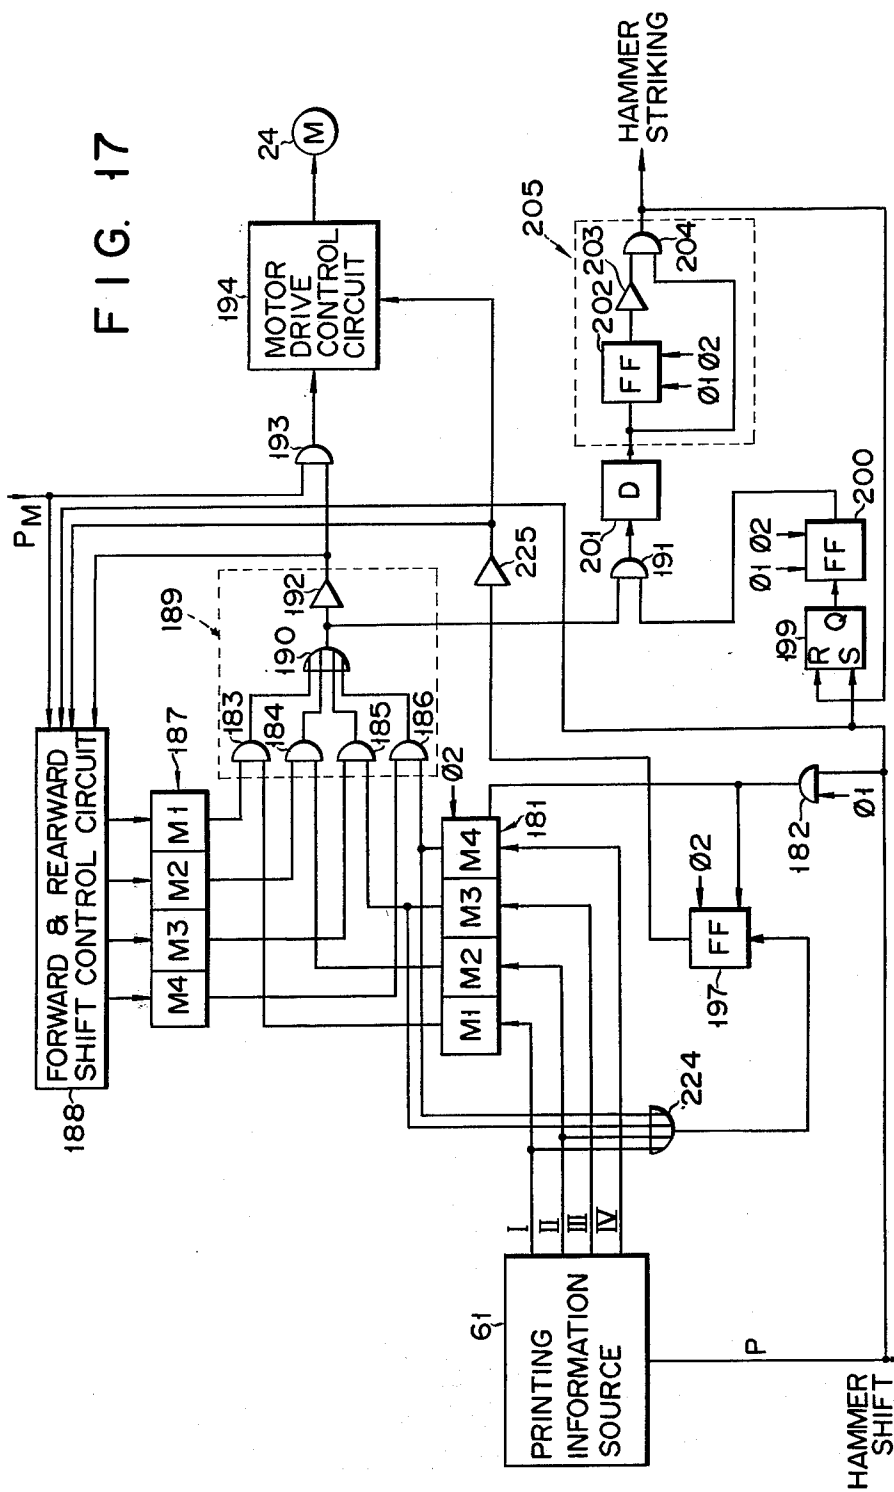 FIG. 17
PM
FORWARD & REARWARD
SHIFT CONTROL CIRCUIT
188
M4 M3 M2 M1
187
189
183
184
185
186
190
192
193
194
MOTOR
DRIVE
CONTROL
CIRCUIT
24
M
225
Ø2
M1 M2 M3 M4
181
61
PRINTING
INFORMATION
SOURCE
I
II
III
IV
224
FF
197
Ø2
182
Ø1
199
R Q
S
FF
200
Ø1 Ø2
191
201
D
205
202
FF
Ø1 Ø2
203
204
HAMMER
STRIKING
P
HAMMER
SHIFT